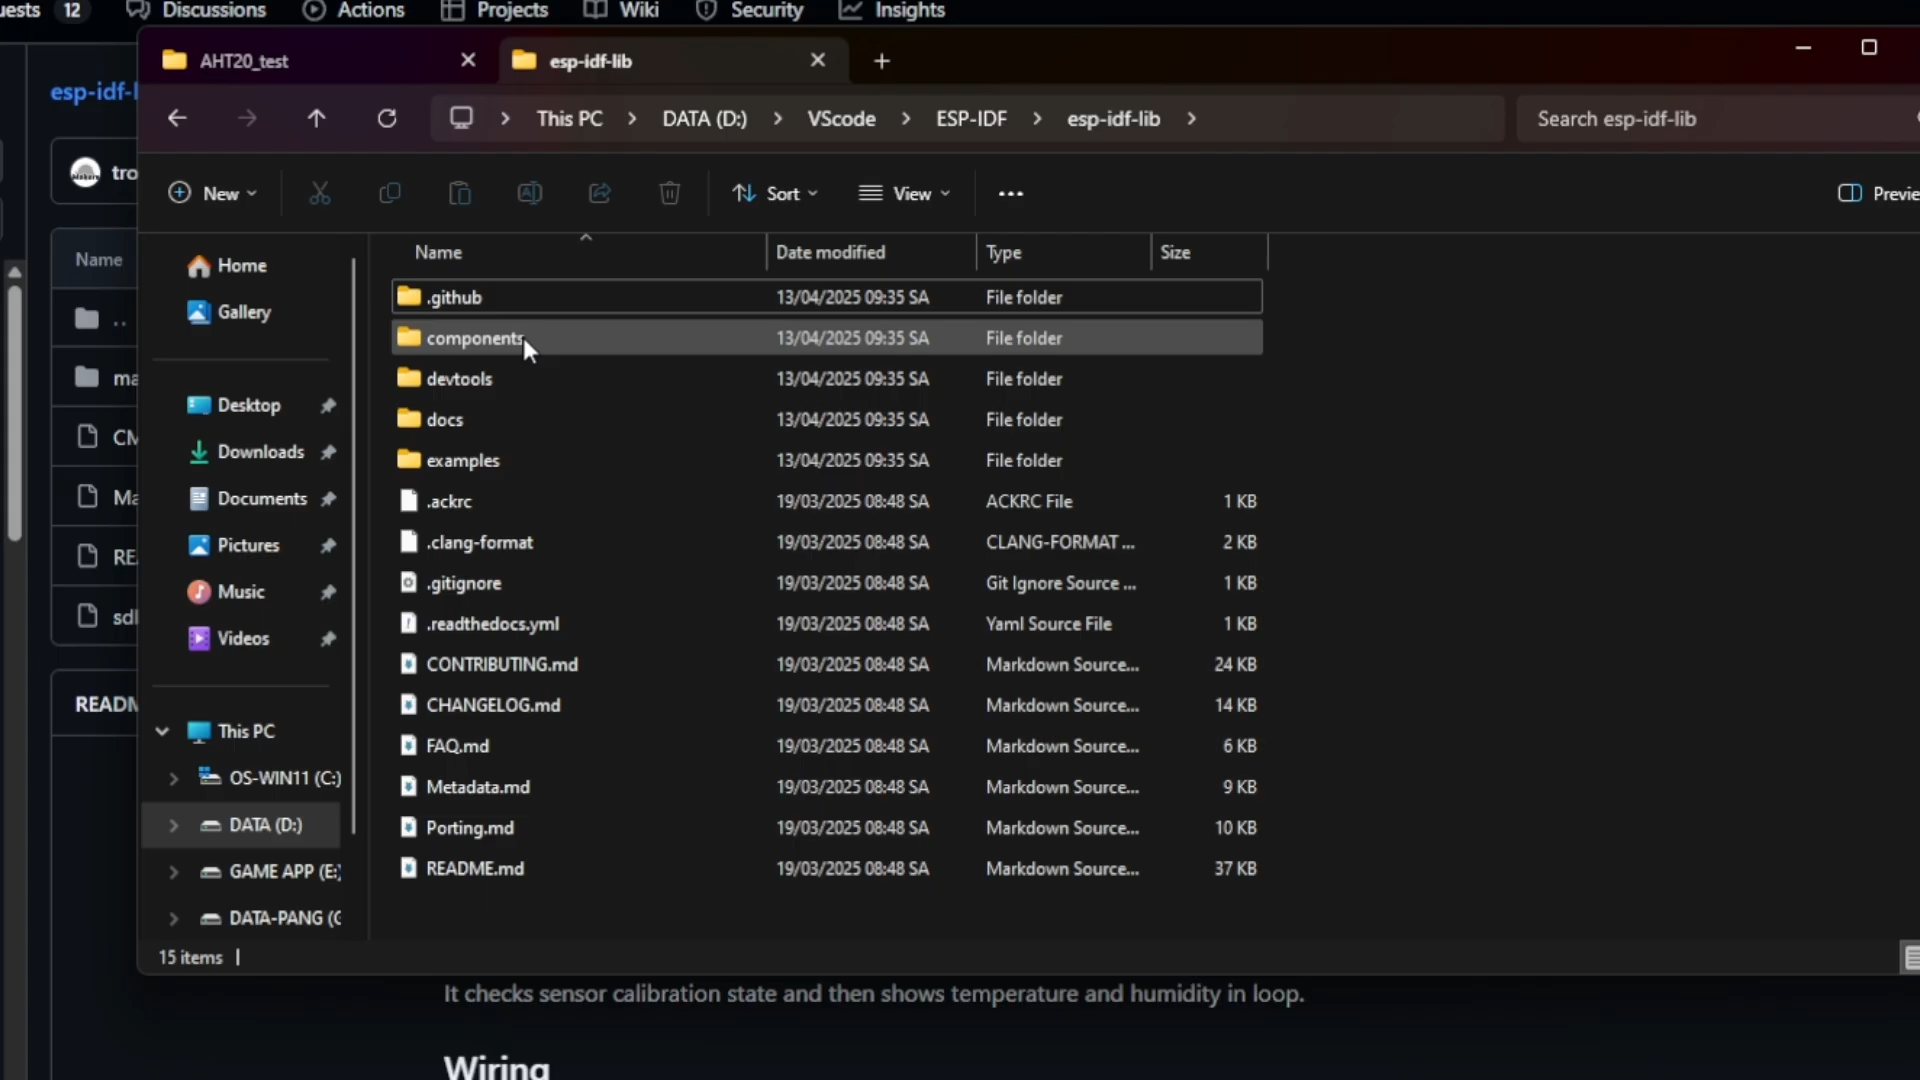 12 Discussions Actions Projects Wiki Security Insights
AHT20_test esp-idf-lib
esp-idf-l
This PC DATA (D:) VScode ESP-IDF esp-idf-lib Search esp-idf-lib
tro
New Sort View Previe
Name
Name Date modified Type Size
Home
Gallery
Desktop
Downloads
Documents
Pictures
Music
Videos
This PC
OS-WIN11 (C:)
DATA (D:)
GAME APP (E:)
DATA-PANG (
.github 13/04/2025 09:35 SA File folder
components 13/04/2025 09:35 SA File folder
devtools 13/04/2025 09:35 SA File folder
docs 13/04/2025 09:35 SA File folder
examples 13/04/2025 09:35 SA File folder
.ackrc 19/03/2025 08:48 SA ACKRC File 1 KB
.clang-format 19/03/2025 08:48 SA CLANG-FORMAT ... 2 KB
.gitignore 19/03/2025 08:48 SA Git Ignore Source ... 1 KB
.readthedocs.yml 19/03/2025 08:48 SA Yaml Source File 1 KB
CONTRIBUTING.md 19/03/2025 08:48 SA Markdown Source... 24 KB
CHANGELOG.md 19/03/2025 08:48 SA Markdown Source... 14 KB
FAQ.md 19/03/2025 08:48 SA Markdown Source... 6 KB
Metadata.md 19/03/2025 08:48 SA Markdown Source... 9 KB
Porting.md 19/03/2025 08:48 SA Markdown Source... 10 KB
README.md 19/03/2025 08:48 SA Markdown Source... 37 KB
..
ma
CM
Ma
RE
sdl
READM
15 items
It checks sensor calibration state and then shows temperature and humidity in loop.
Wiring